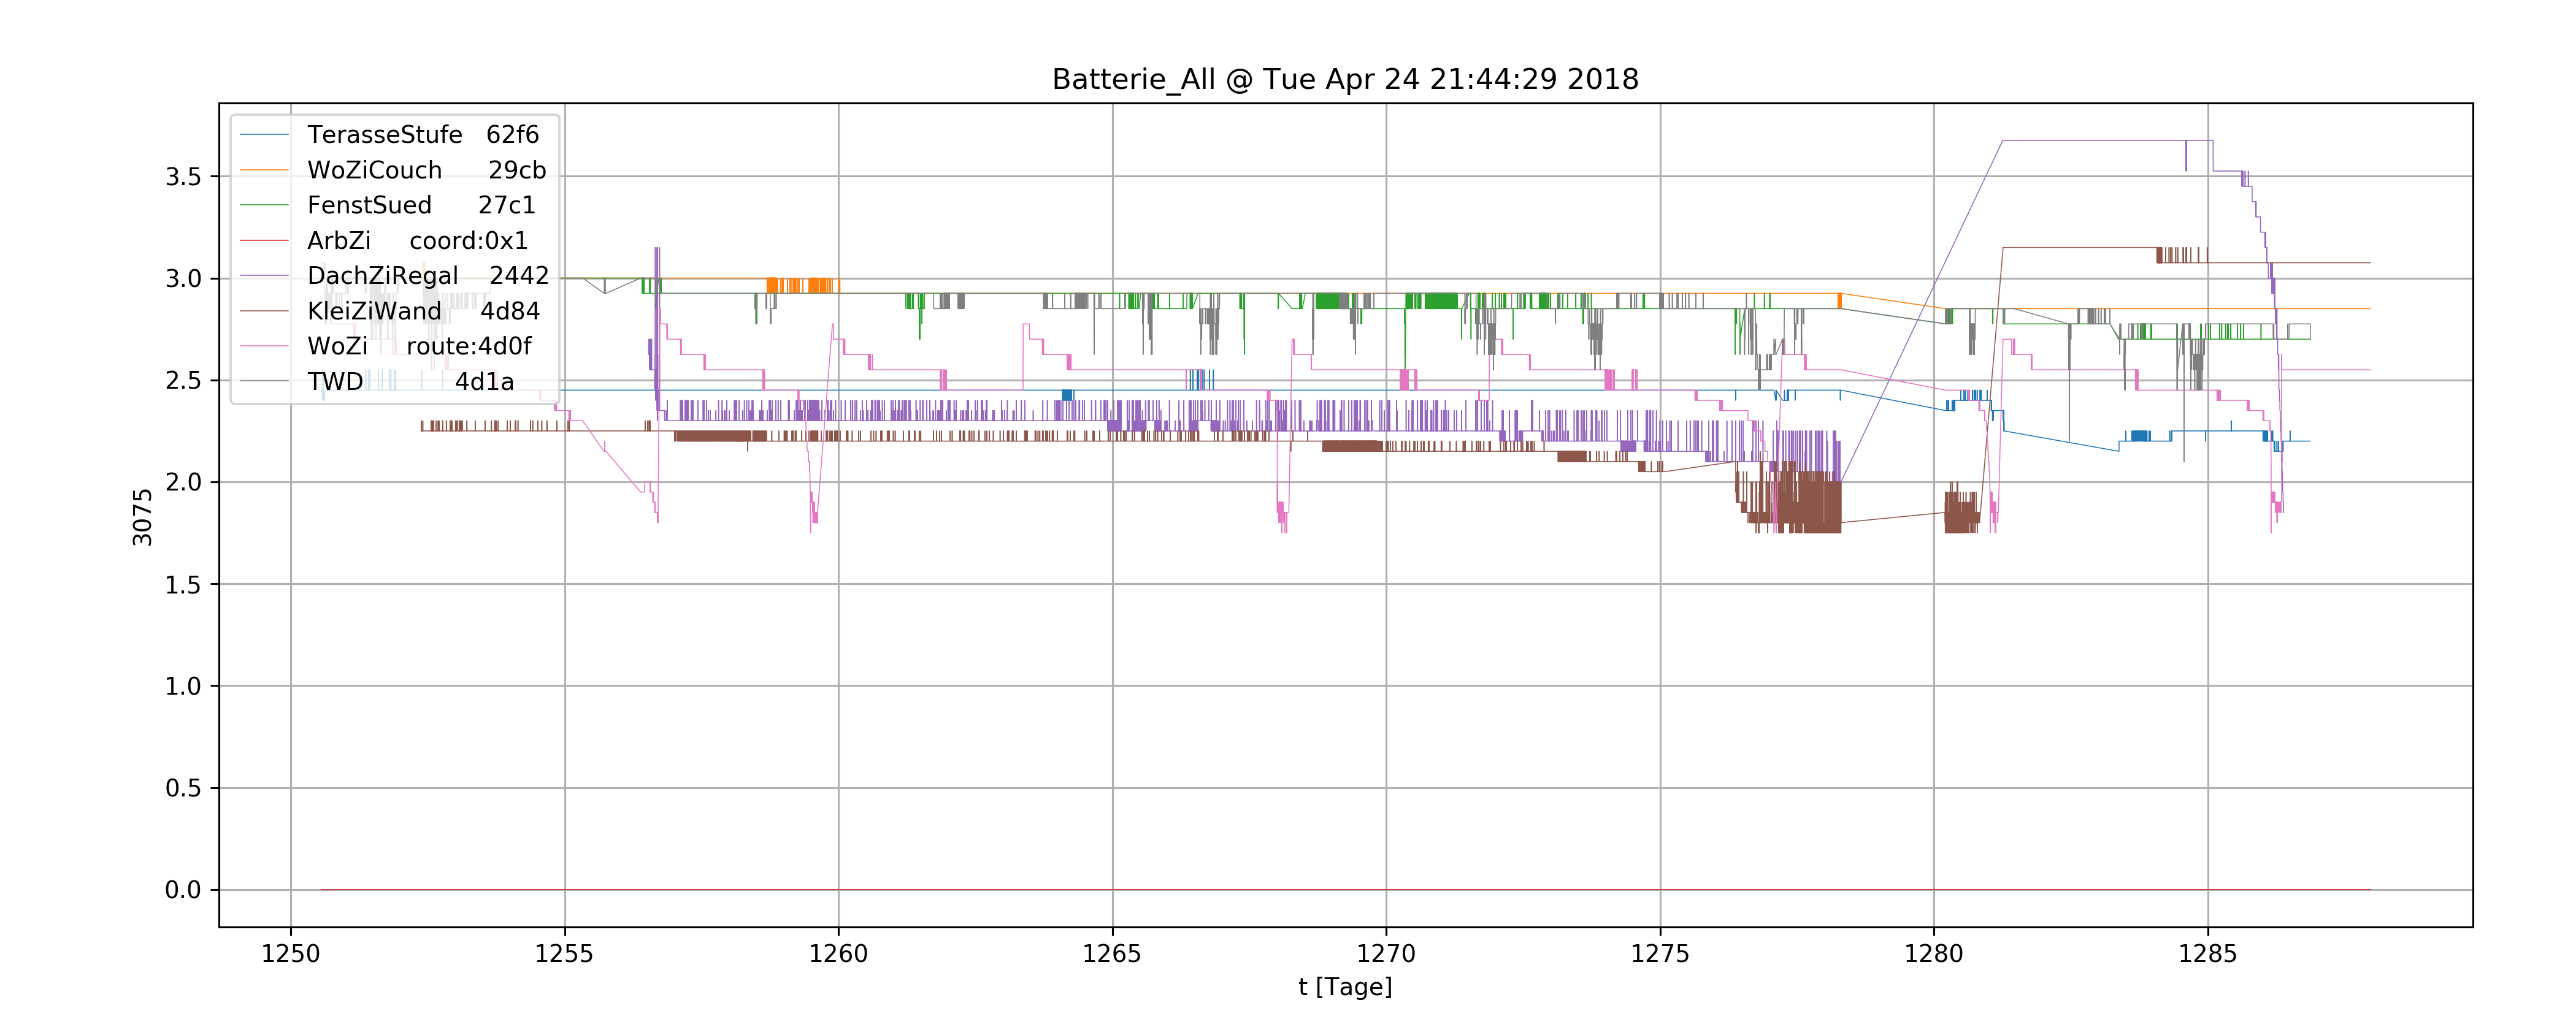 Batterie_All @ Tue Apr 24 21:44:29 2018
TerasseStufe 62f6
WoZiCouch 29cb
FenstSued 27c1
ArbZi coord:0x1
DachZiRegal 2442
KleiZiWand 4d84
WoZi route:4d0f
TWD 4d1a
3.5
3.0
2.5
2.0
1.5
1.0
0.5
0.0
3075
1250 1255 1260 1265 1270 1275 1280 1285
t [Tage]